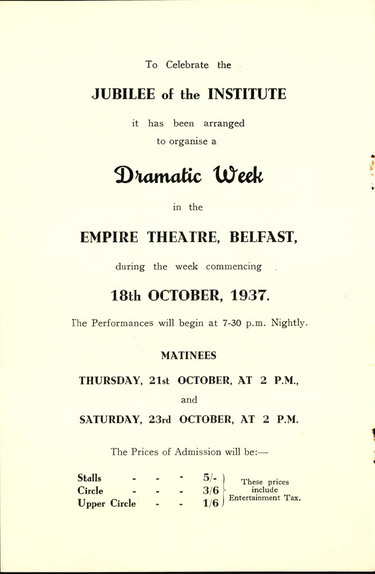 To Celebrate the
JUBILEE of the INSTITUTE
it has been arranged
to organise a
Dramatic Week
in the
EMPIRE THEATRE, BELFAST,
during the week commencing
18th OCTOBER, 1937.
The Performances will begin at 7-30 p.m. Nightly.
MATINEES
THURSDAY, 21st OCTOBER, AT 2 P.M.,
and
SATURDAY, 23rd OCTOBER, AT 2 P.M.
The Prices of Admission will be:—
Stalls - - - 5/- } These prices
Circle - - - 3/6 } include
Upper Circle - - 1/6 } Entertainment Tax.